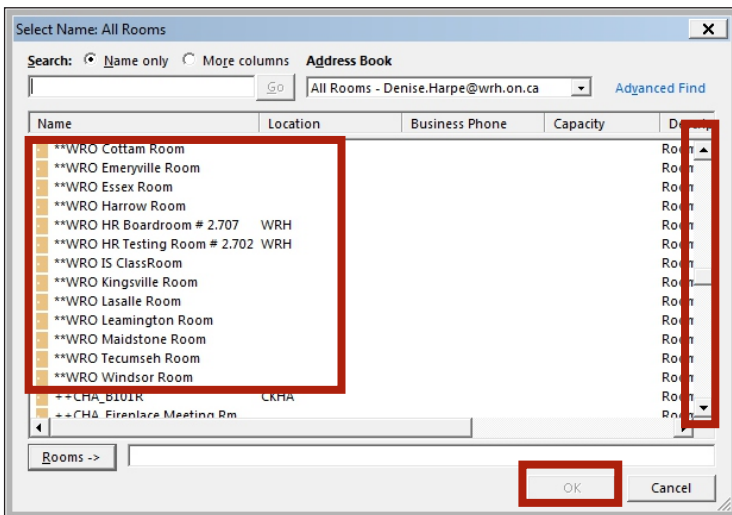 Select Name: All Rooms
Search: Name only More columns Address Book
Go All Rooms - Denise.Harpe@wrh.on.ca Advanced Find
Name Location Business Phone Capacity
**WRO Cottam Room
**WRO Emeryville Room
**WRO Essex Room
**WRO Harrow Room
**WRO HR Boardroom # 2.707 WRH
**WRO HR Testing Room # 2.702 WRH
**WRO IS ClassRoom
**WRO Kingsville Room
**WRO Lasalle Room
**WRO Leamington Room
**WRO Maidstone Room
**WRO Tecumseh Room
**WRO Windsor Room
++CHA_B101R CKHA
++CHA_Fireplace Meeting Rm
Rooms ->
OK Cancel